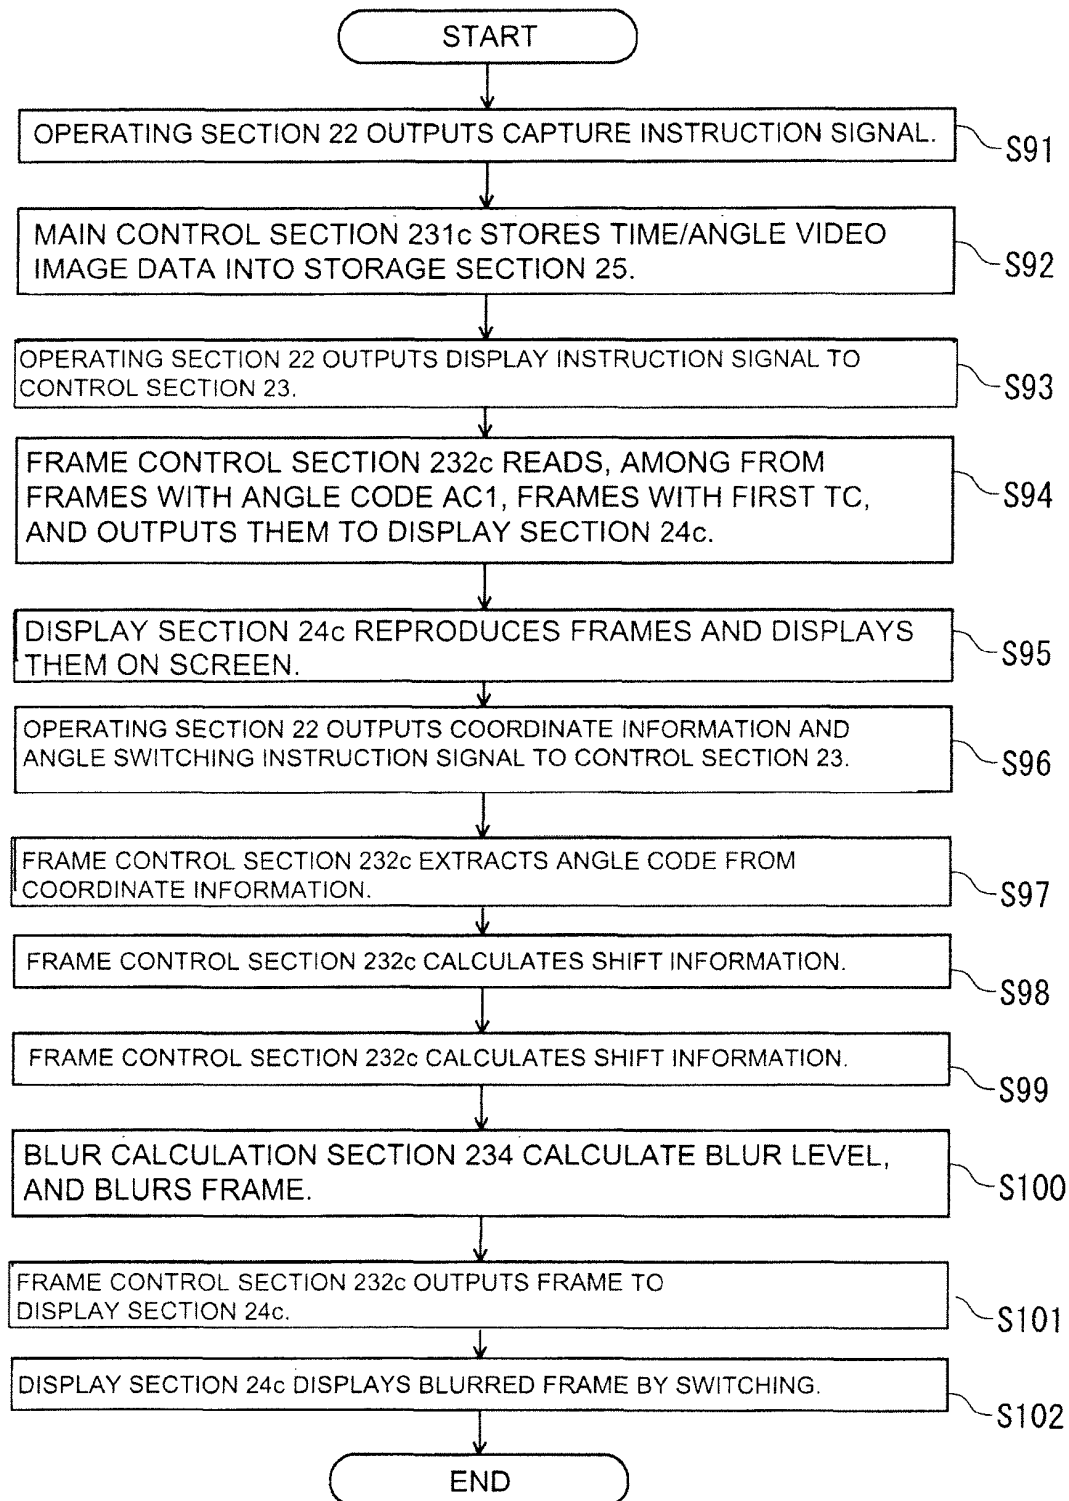 START
OPERATING SECTION 22 OUTPUTS CAPTURE INSTRUCTION SIGNAL.
S91
MAIN CONTROL SECTION 231c STORES TIME/ANGLE VIDEO
IMAGE DATA INTO STORAGE SECTION 25.
S92
OPERATING SECTION 22 OUTPUTS DISPLAY INSTRUCTION SIGNAL TO
CONTROL SECTION 23.
S93
FRAME CONTROL SECTION 232c READS, AMONG FROM
FRAMES WITH ANGLE CODE AC1, FRAMES WITH FIRST TC,
AND OUTPUTS THEM TO DISPLAY SECTION 24c.
S94
DISPLAY SECTION 24c REPRODUCES FRAMES AND DISPLAYS
THEM ON SCREEN.
S95
OPERATING SECTION 22 OUTPUTS COORDINATE INFORMATION AND
ANGLE SWITCHING INSTRUCTION SIGNAL TO CONTROL SECTION 23.
S96
FRAME CONTROL SECTION 232c EXTRACTS ANGLE CODE FROM
COORDINATE INFORMATION.
S97
FRAME CONTROL SECTION 232c CALCULATES SHIFT INFORMATION.
S98
FRAME CONTROL SECTION 232c CALCULATES SHIFT INFORMATION.
S99
BLUR CALCULATION SECTION 234 CALCULATE BLUR LEVEL,
AND BLURS FRAME.
S100
FRAME CONTROL SECTION 232c OUTPUTS FRAME TO
DISPLAY SECTION 24c.
S101
DISPLAY SECTION 24c DISPLAYS BLURRED FRAME BY SWITCHING.
S102
END